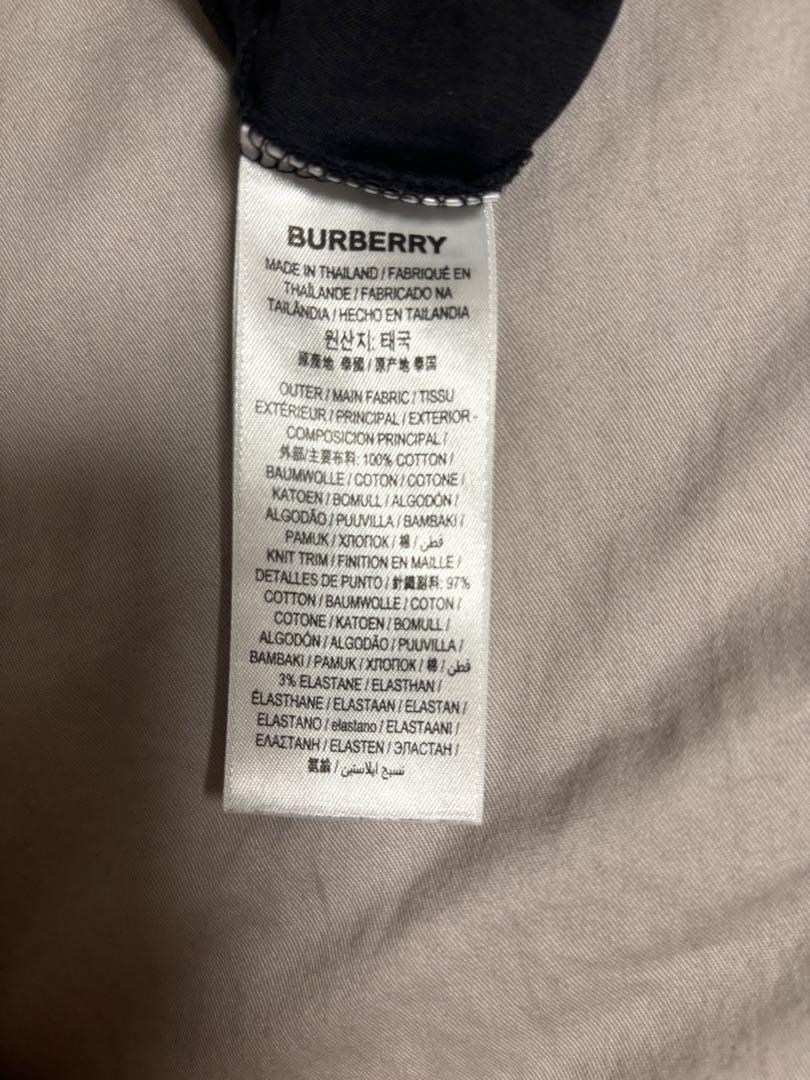 BURBERRY
MADE IN THAILAND / FABRIQUÉ EN
THAÏLANDE / FABRICADO NA
TAILÂNDIA / HECHO EN TAILANDIA
원산지: 태국
原產地 泰國 / 原产地 泰国
OUTER / MAIN FABRIC / TISSU
EXTÉRIEUR / PRINCIPAL / EXTERIOR -
COMPOSICION PRINCIPAL /
外部/主要布料: 100% COTTON /
BAUMWOLLE / COTON / COTONE /
KATOEN / BOMULL / ALGODÓN /
ALGODÃO / PUUVILLA / BAMBAKI /
PAMUK / ХЛОПОК / 棉 / قطن
KNIT TRIM / FINITION EN MAILLE /
DETALLES DE PUNTO / 針織副料: 97%
COTTON / BAUMWOLLE / COTON /
COTONE / KATOEN / BOMULL /
ALGODÓN / ALGODÃO / PUUVILLA /
BAMBAKI / PAMUK / ХЛОПОК / 棉 / قطن
3% ELASTANE / ELASTHAN /
ÉLASTHANE / ELASTAAN / ELASTAN /
ELASTANO / elastano / ELASTAANI /
ΕΛΑΣΤΑΝΗ / ELASTEN / ЭЛАСТАН /
氨綸 / نسيج ايلاستين